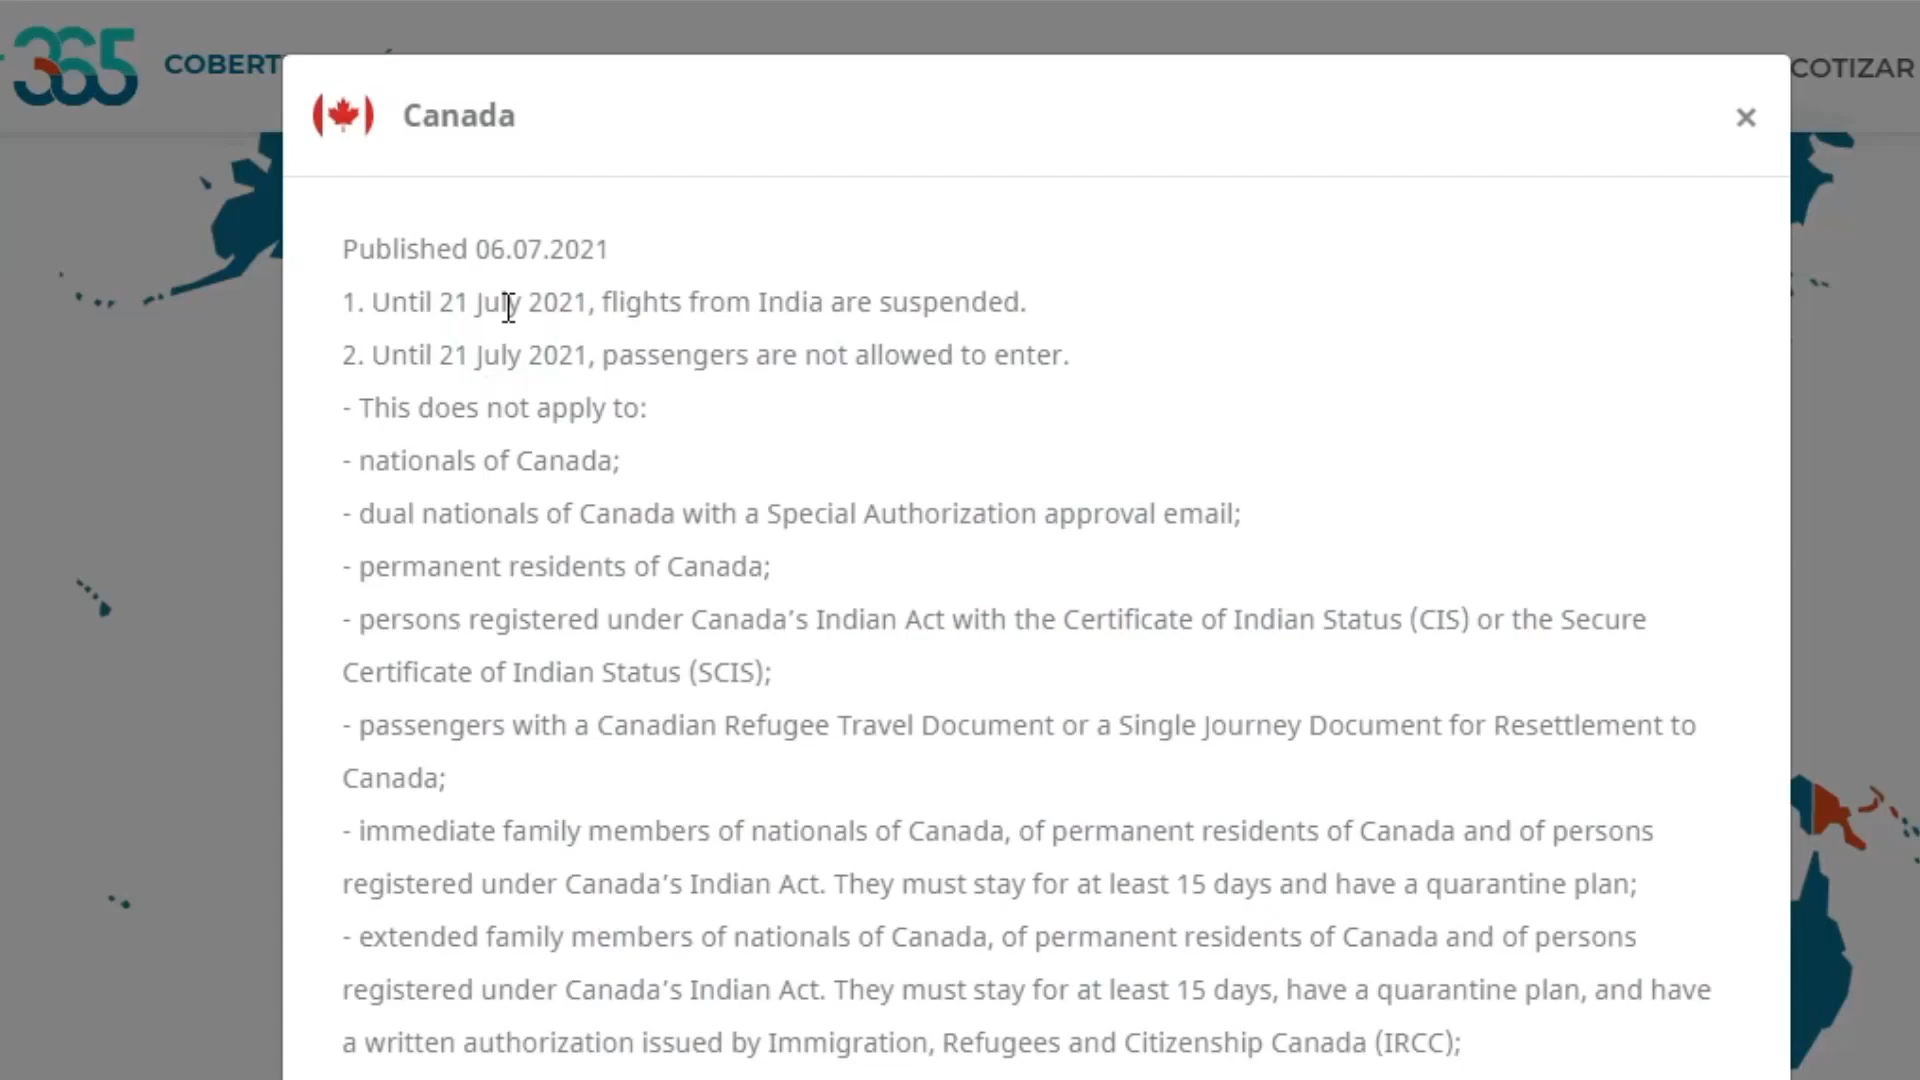 365 COBERT
COTIZAR
Canada
×
Published 06.07.2021
1. Until 21 July 2021, flights from India are suspended.
2. Until 21 July 2021, passengers are not allowed to enter.
- This does not apply to:
- nationals of Canada;
- dual nationals of Canada with a Special Authorization approval email;
- permanent residents of Canada;
- persons registered under Canada’s Indian Act with the Certificate of Indian Status (CIS) or the Secure
Certificate of Indian Status (SCIS);
- passengers with a Canadian Refugee Travel Document or a Single Journey Document for Resettlement to
Canada;
- immediate family members of nationals of Canada, of permanent residents of Canada and of persons
registered under Canada’s Indian Act. They must stay for at least 15 days and have a quarantine plan;
- extended family members of nationals of Canada, of permanent residents of Canada and of persons
registered under Canada’s Indian Act. They must stay for at least 15 days, have a quarantine plan, and have
a written authorization issued by Immigration, Refugees and Citizenship Canada (IRCC);